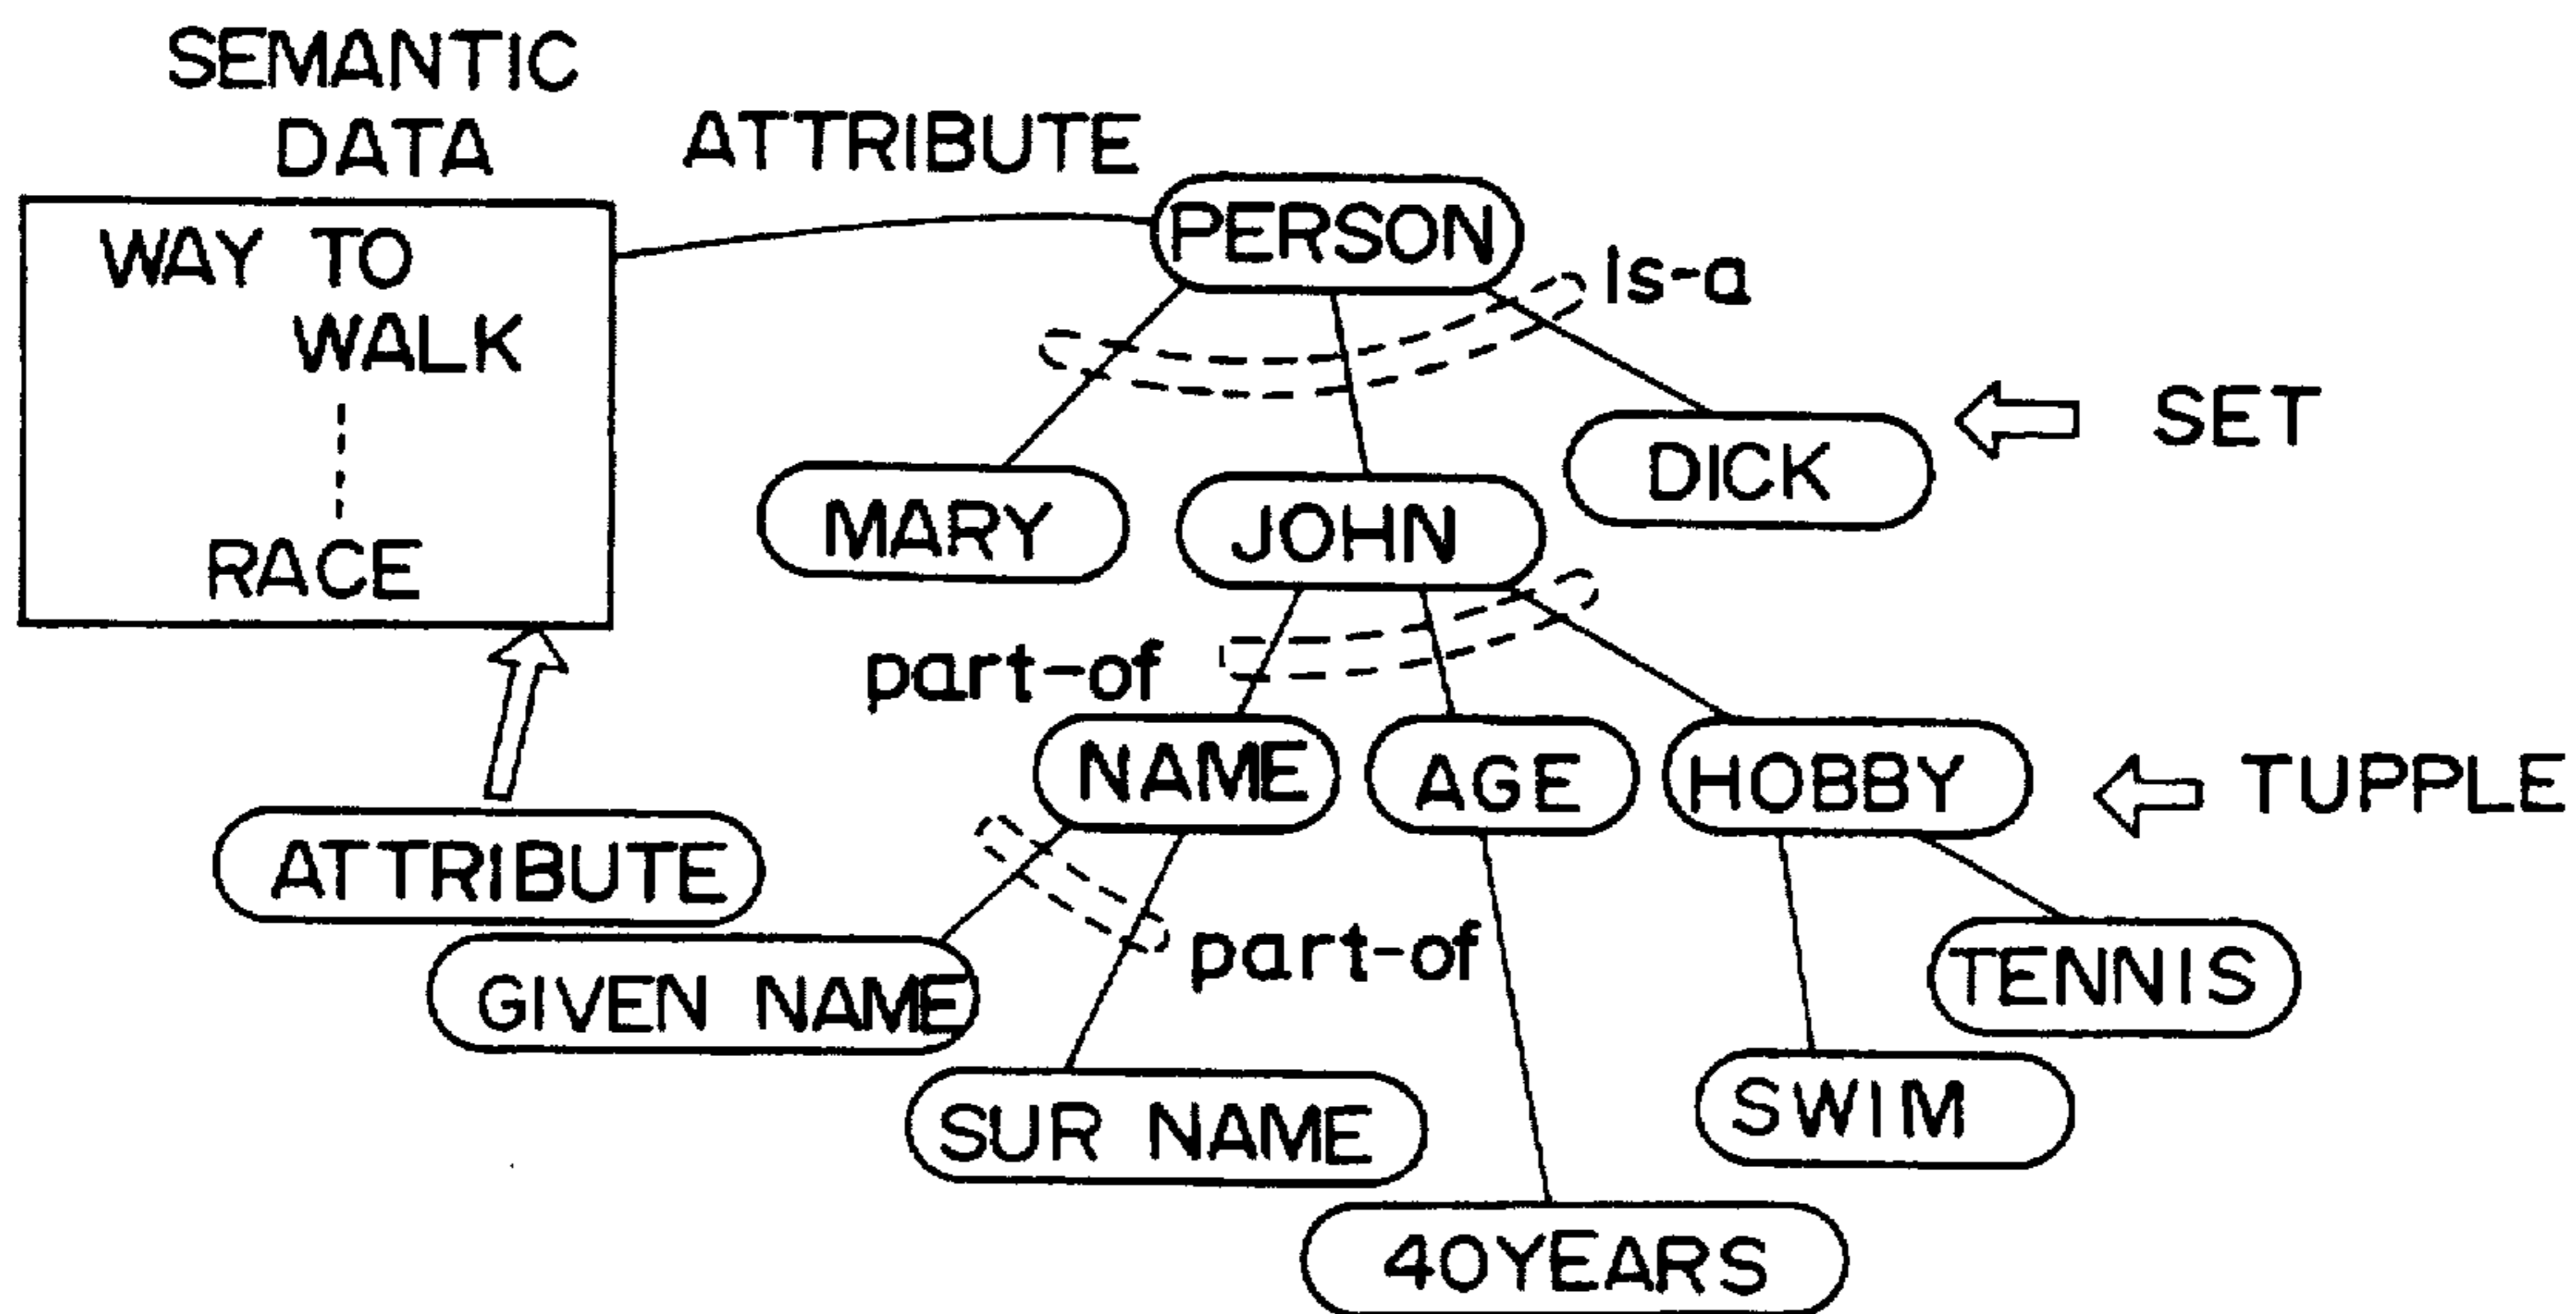 SEMANTIC
DATA
ATTRIBUTE
WAY TO
WALK
RACE
PERSON
Is-a
SET
MARY
JOHN
DICK
part-of
NAME
AGE
HOBBY
TUPPLE
ATTRIBUTE
GIVEN NAME
part-of
TENNIS
SUR NAME
SWIM
40YEARS